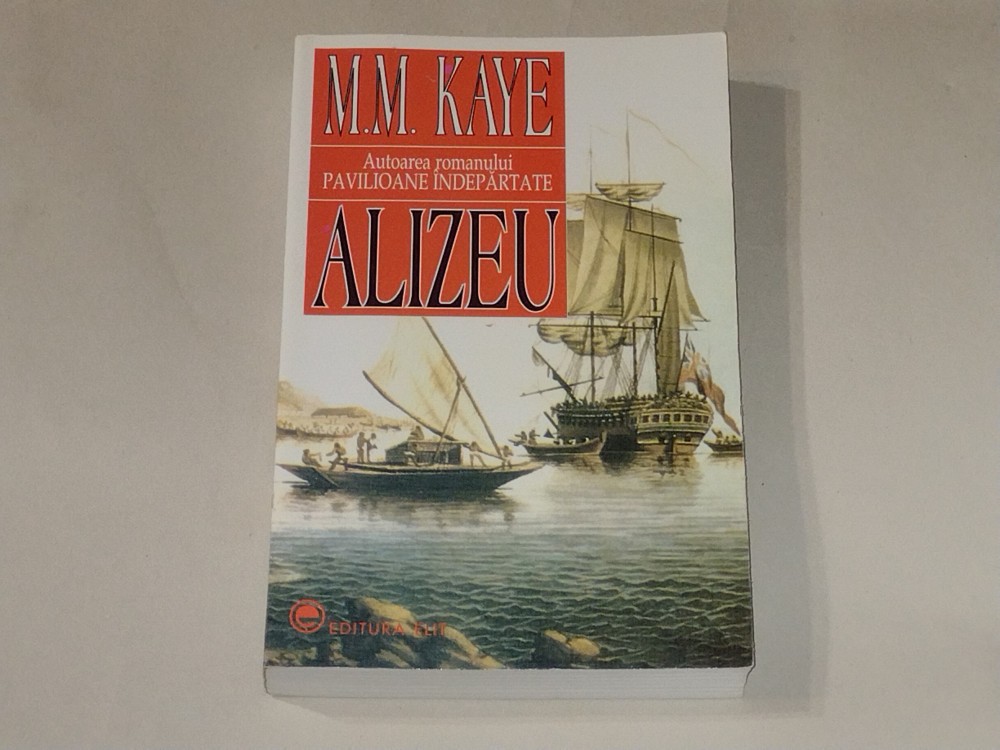 M.M. KAYE
Autoarea romanului
PAVILIOANE ÎNDEPĂRTATE
ALIZEU
EDITURA ELIT